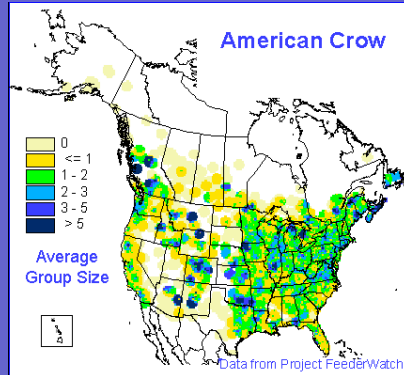 American Crow
0
<= 1
1 - 2
2 - 3
3 - 5
> 5
Average
Group Size
Data from Project FeederWatch